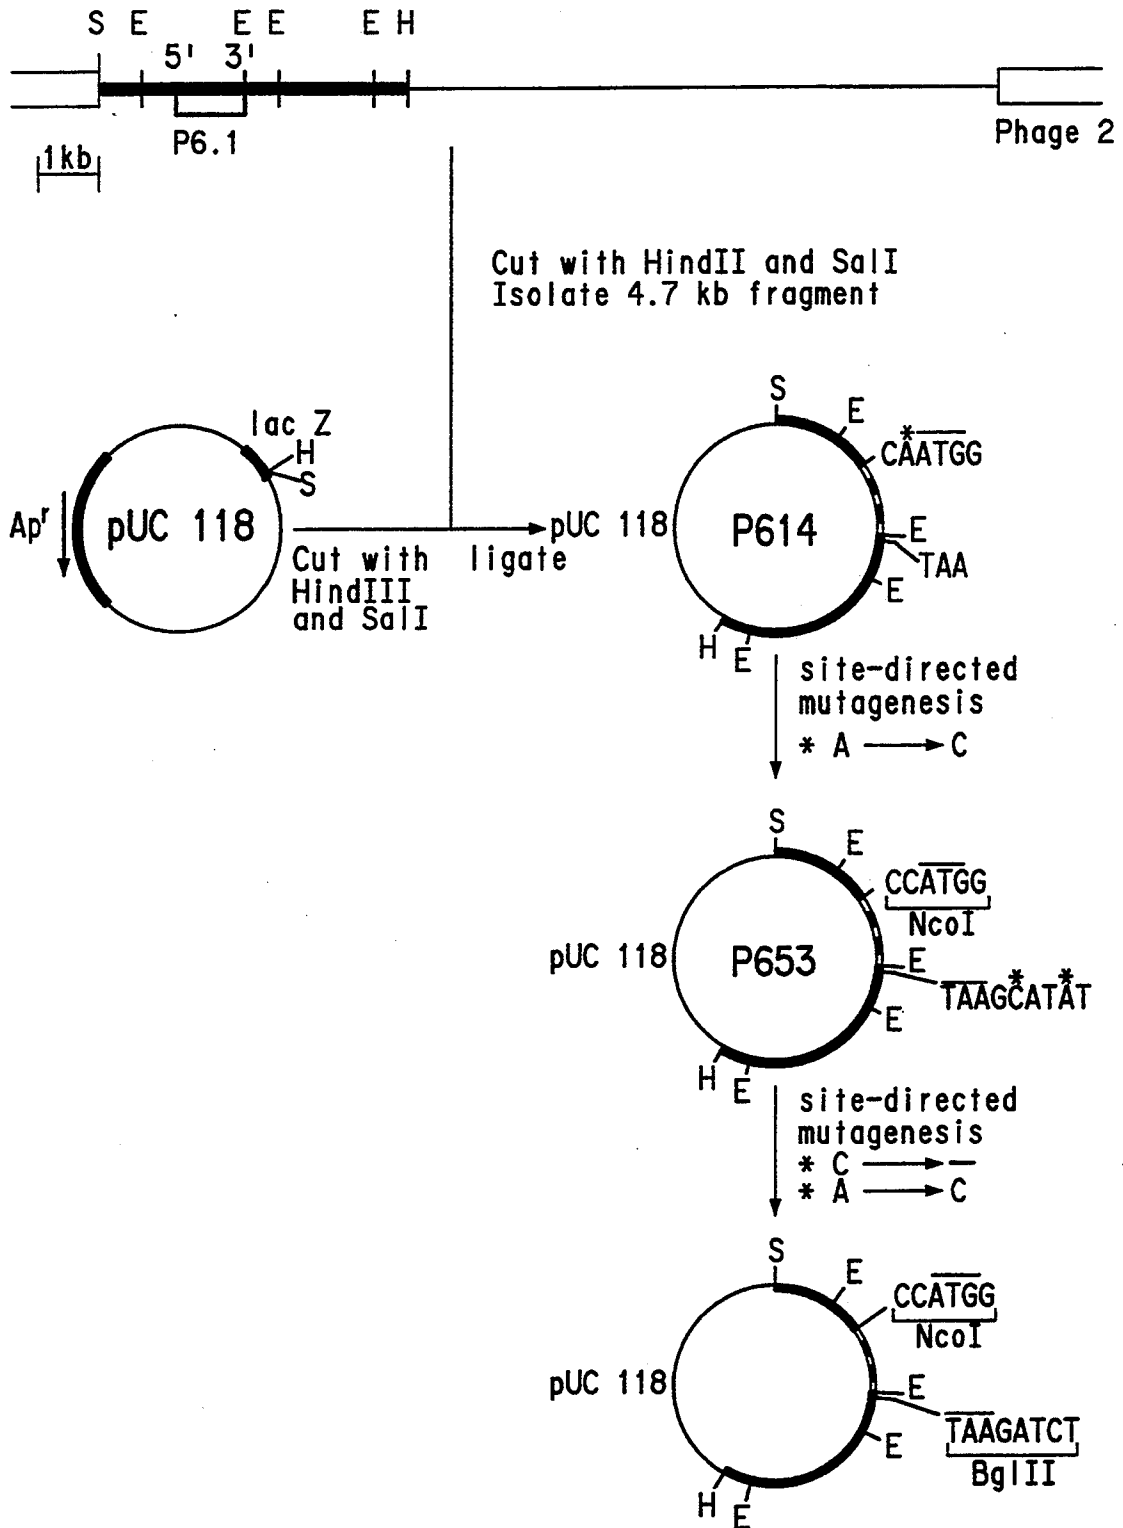 S E E E E H
5' 3'
P6.1
Phage 2
1kb
Cut with HindII and SalI
Isolate 4.7 kb fragment
lac Z
H
S
Apr
pUC 118
Cut with
HindIII
and SalI
ligate
pUC 118
P614
S
E
*
CAATGG
E
TAA
E
H
E
site-directed
mutagenesis
* A → C
S
E
CCATGG
NcoI
pUC 118
P653
E
* *
TAAGCATAT
E
H
E
site-directed
mutagenesis
* C → —
* A → C
S
E
CCATGG
NcoI
pUC 118
E
TAAGATCT
BglII
E
H
E